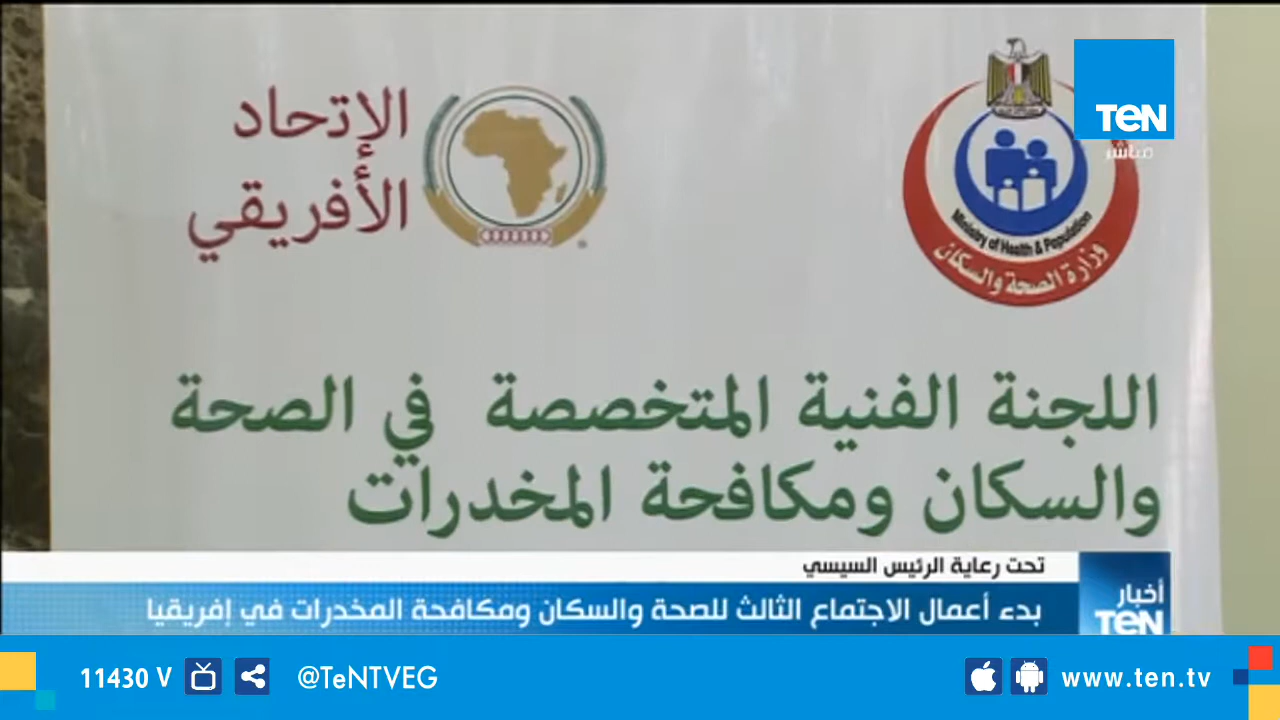 TEN
مباشر
الإتحاد
الأفريقي
Ministry of Health & Population
وزارة الصحة والسكان
اللجنة الفنية المتخصصة في الصحة
والسكان ومكافحة المخدرات
تحت رعاية الرئيس السيسي
بدء أعمال الاجتماع الثالث للصحة والسكان ومكافحة المخدرات في إفريقيا
أخبار
TEN
11430 V
@TeNTVEG
www.ten.tv